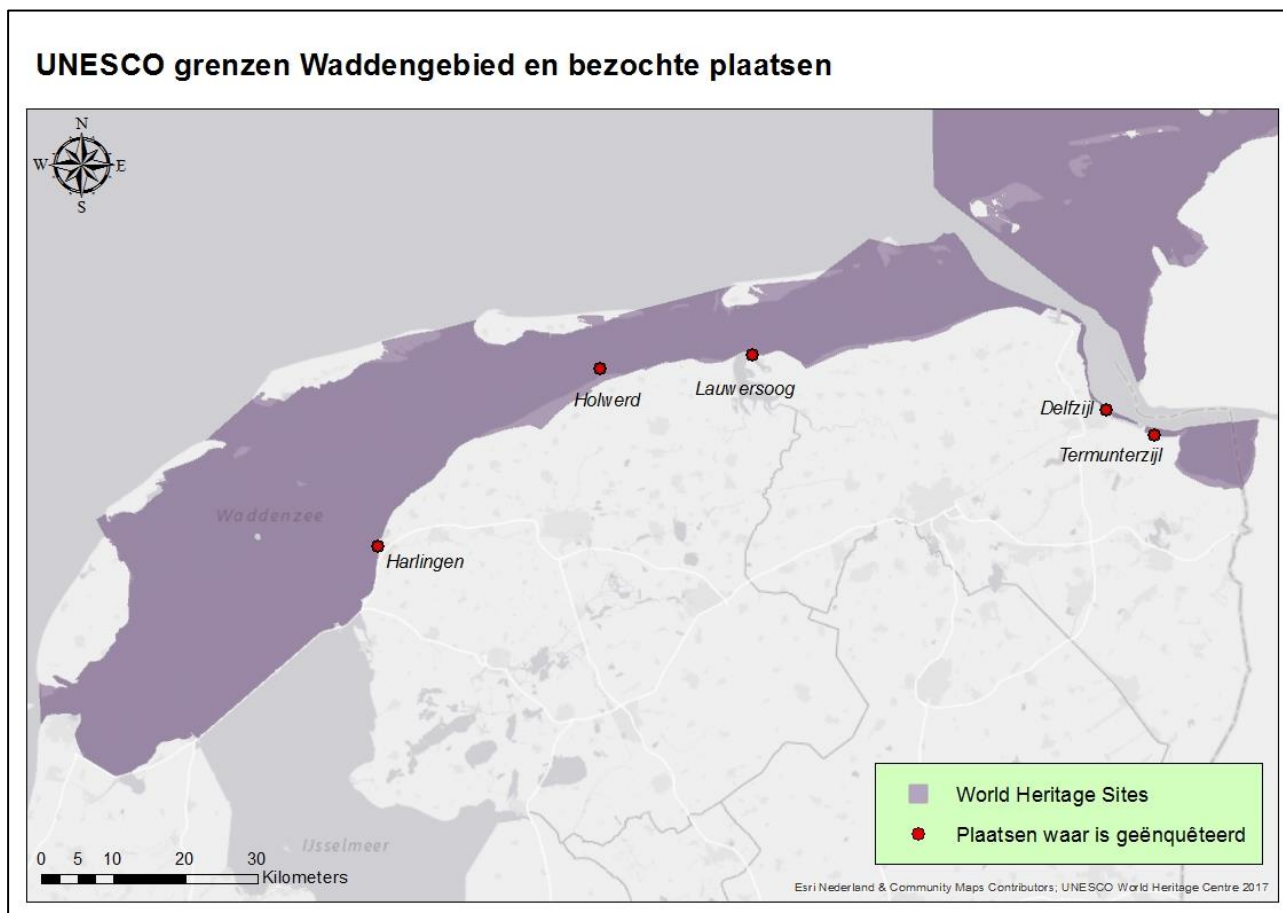 UNESCO grenzen Waddengebied en bezochte plaatsen
N
W E
S
Lauwersoog
Holwerd
Delfzijl
Termunterzijl
Waddenzee
Harlingen
World Heritage Sites
Plaatsen waar is geënquêteerd
IJsselmeer
0 5 10 20 30
Kilometers
Esri Nederland & Community Maps Contributors; UNESCO World Heritage Centre 2017